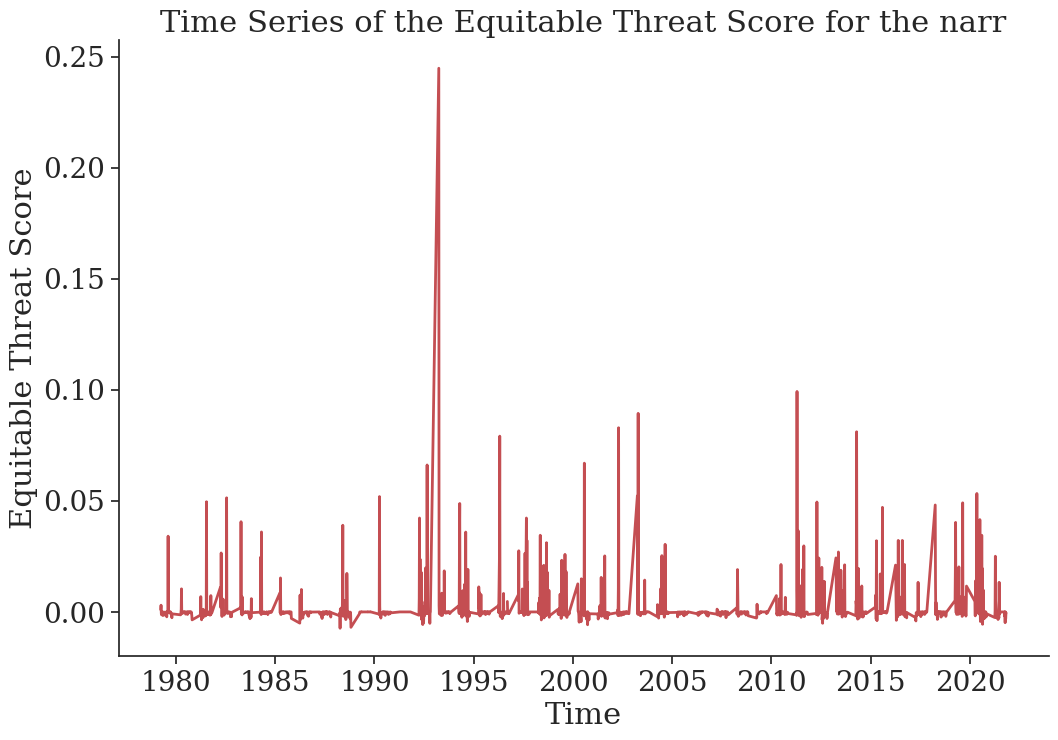 Time Series of the Equitable Threat Score for the narr
Equitable Threat Score
0.25
0.20
0.15
0.10
0.05
0.00
1980 1985 1990 1995 2000 2005 2010 2015 2020
Time